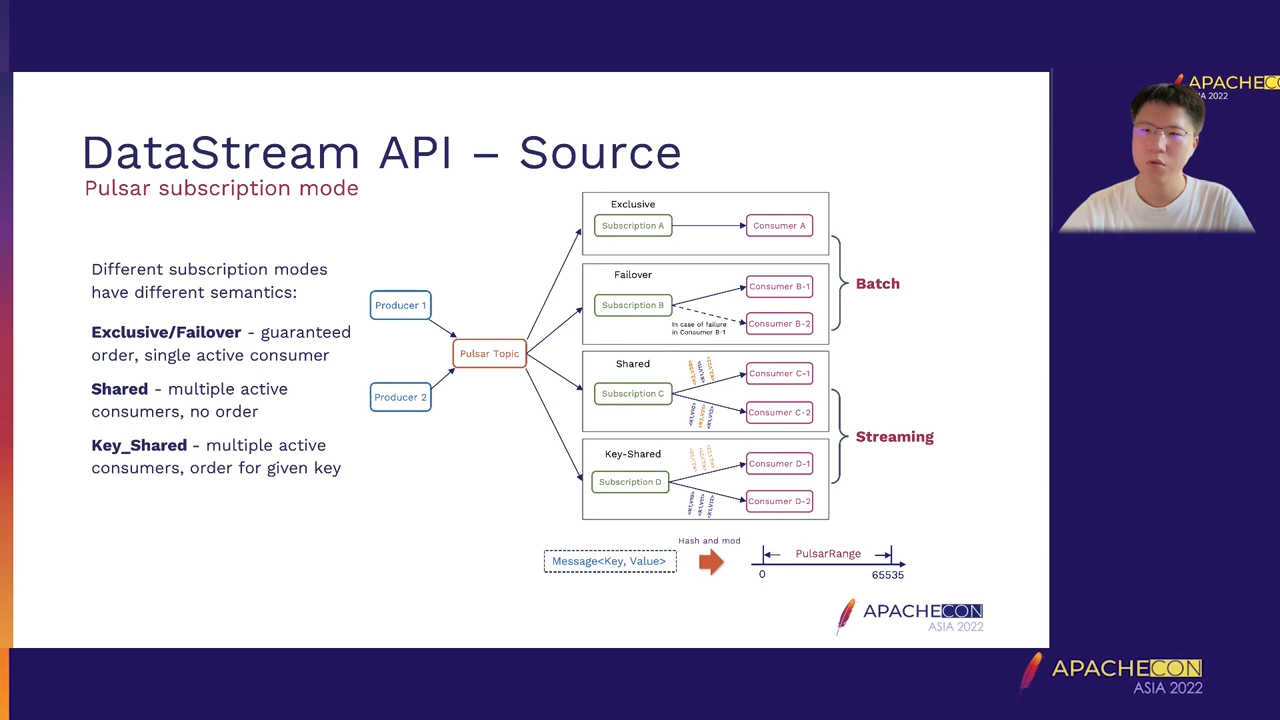 DataStream API – Source
Pulsar subscription mode
Different subscription modes
have different semantics:
Exclusive/Failover - guaranteed
order, single active consumer
Shared - multiple active
consumers, no order
Key_Shared - multiple active
consumers, order for given key
Producer 1
Producer 2
Pulsar Topic
Exclusive
Subscription A
Consumer A
Failover
Subscription B
Consumer B-1
Consumer B-2
In case of failure
in Consumer B-1
Shared
Subscription C
Consumer C-1
Consumer C-2
Key-Shared
Subscription D
Consumer D-1
Consumer D-2
Batch
Streaming
Message<Key, Value>
Hash and mod
PulsarRange
0
65535
APACHECON
ASIA 2022
APACHECO
IA 2022
APACHECON
ASIA 2022